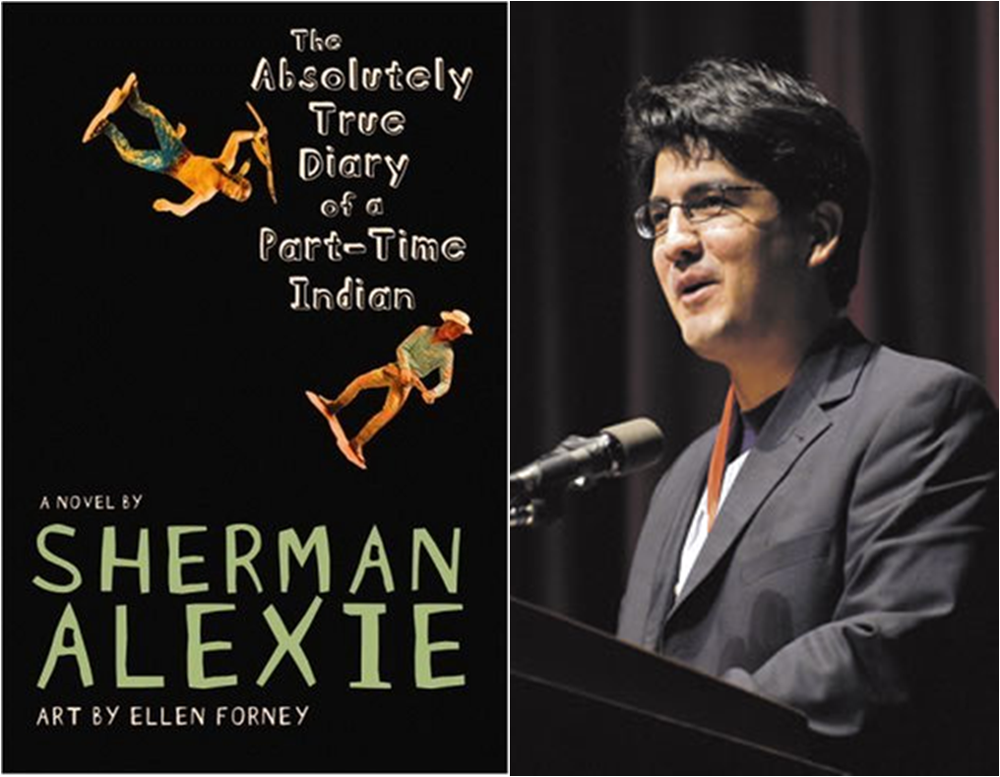 The
Absolutely
True
Diary
of a
Part-Time
Indian
A NOVEL BY
SHERMAN
ALEXIE
ART BY ELLEN FORNEY